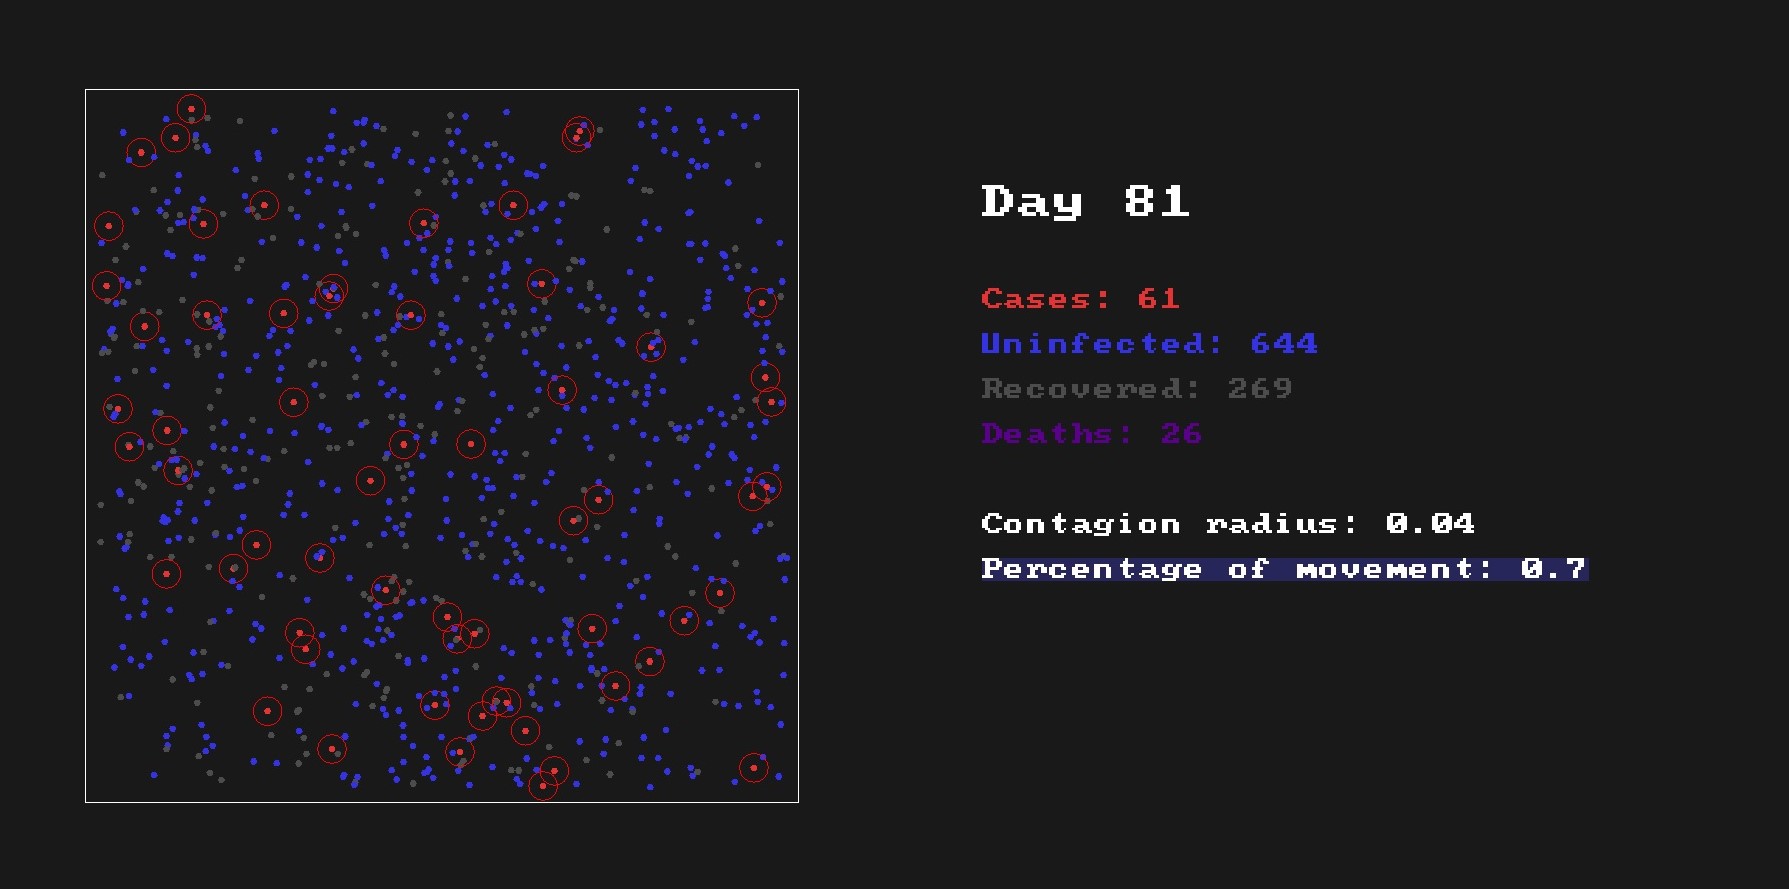 Day 81
Cases: 61
Uninfected: 644
Recovered: 269
Deaths: 26
Contagion radius: 0.04
Percentage of movement: 0.7